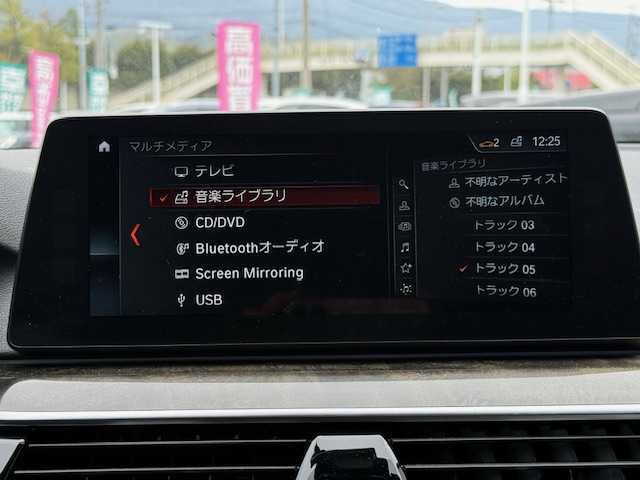 高価買
マルチメディア
2 12:25
テレビ
音楽ライブラリ
CD/DVD
Bluetoothオーディオ
Screen Mirroring
USB
音楽ライブラリ
不明なアーティスト
不明なアルバム
トラック 03
トラック 04
トラック 05
トラック 06